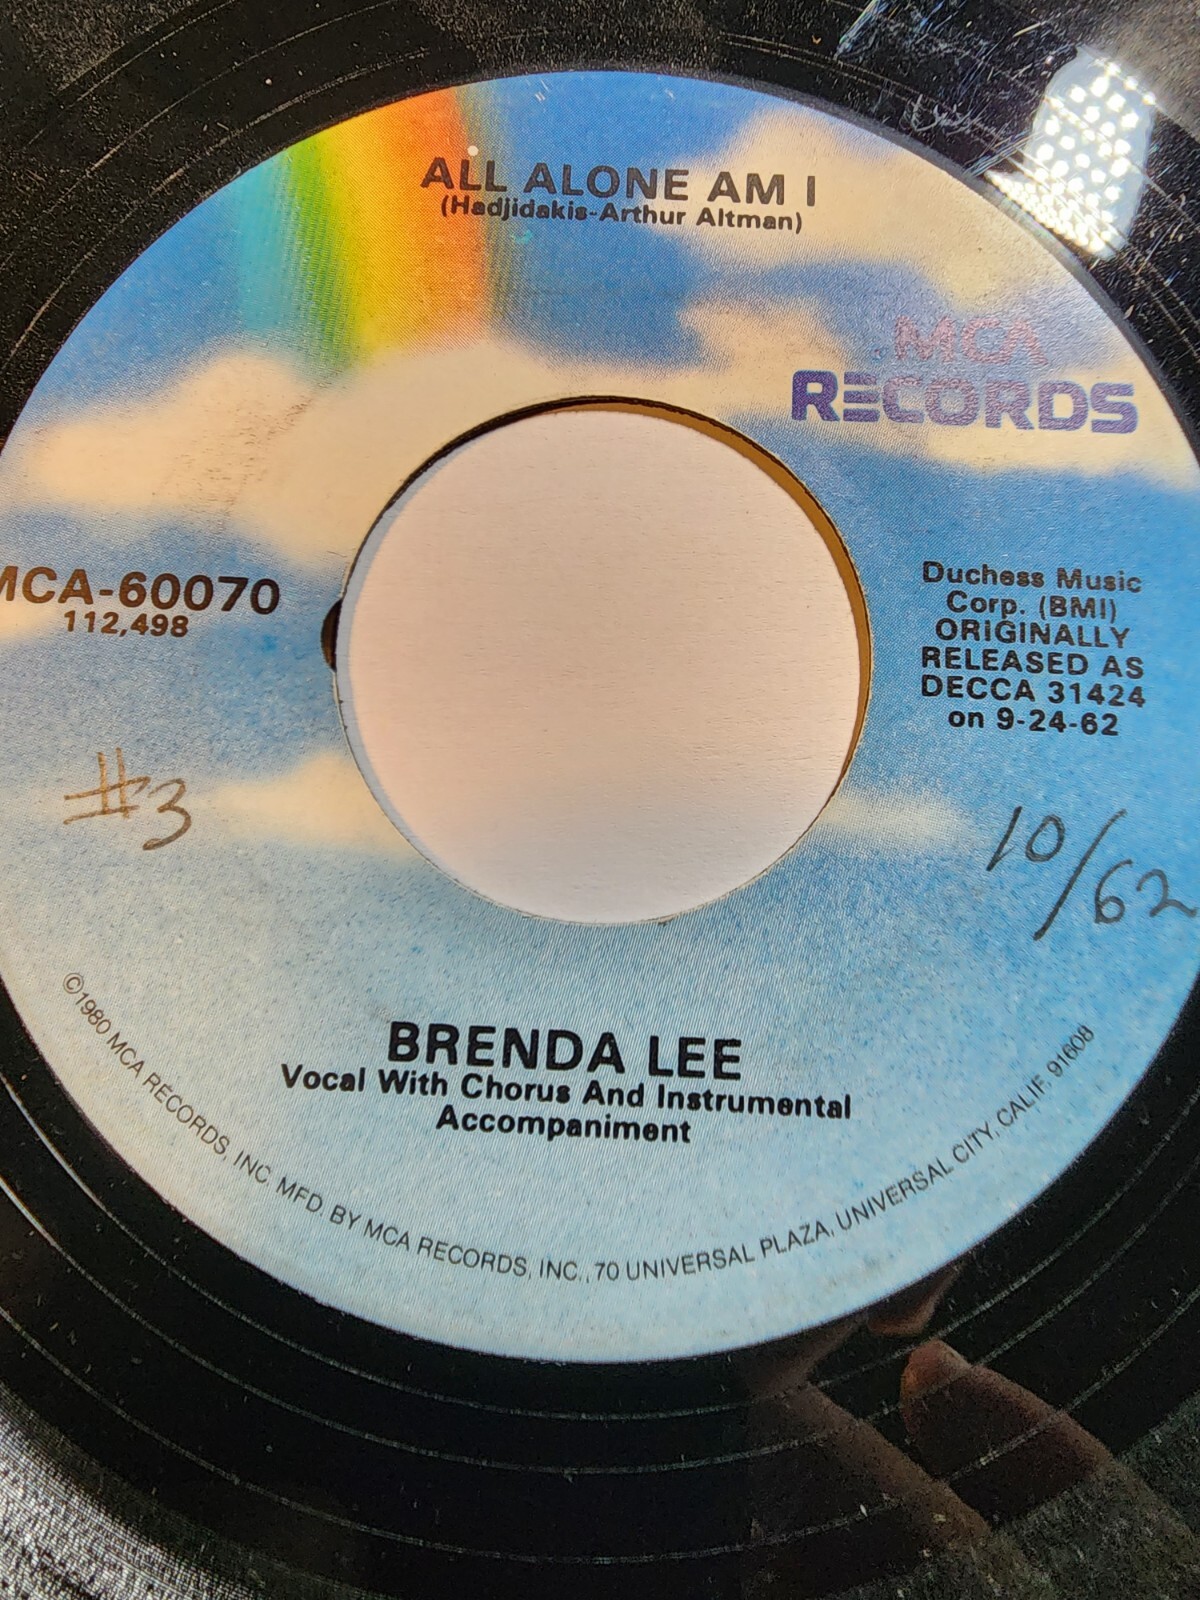 ALL ALONE AM I
(Hadjidakis-Arthur Altman)
MCA
RECORDS
MCA-60070
112,498
Duchess Music
Corp. (BMI)
ORIGINALLY
RELEASED AS
DECCA 31424
on 9-24-62
#3
10/62
BRENDA LEE
Vocal With Chorus And Instrumental
Accompaniment
©1980 MCA RECORDS, INC. MFD. BY MCA RECORDS, INC., 70 UNIVERSAL PLAZA, UNIVERSAL CITY, CALIF. 91608